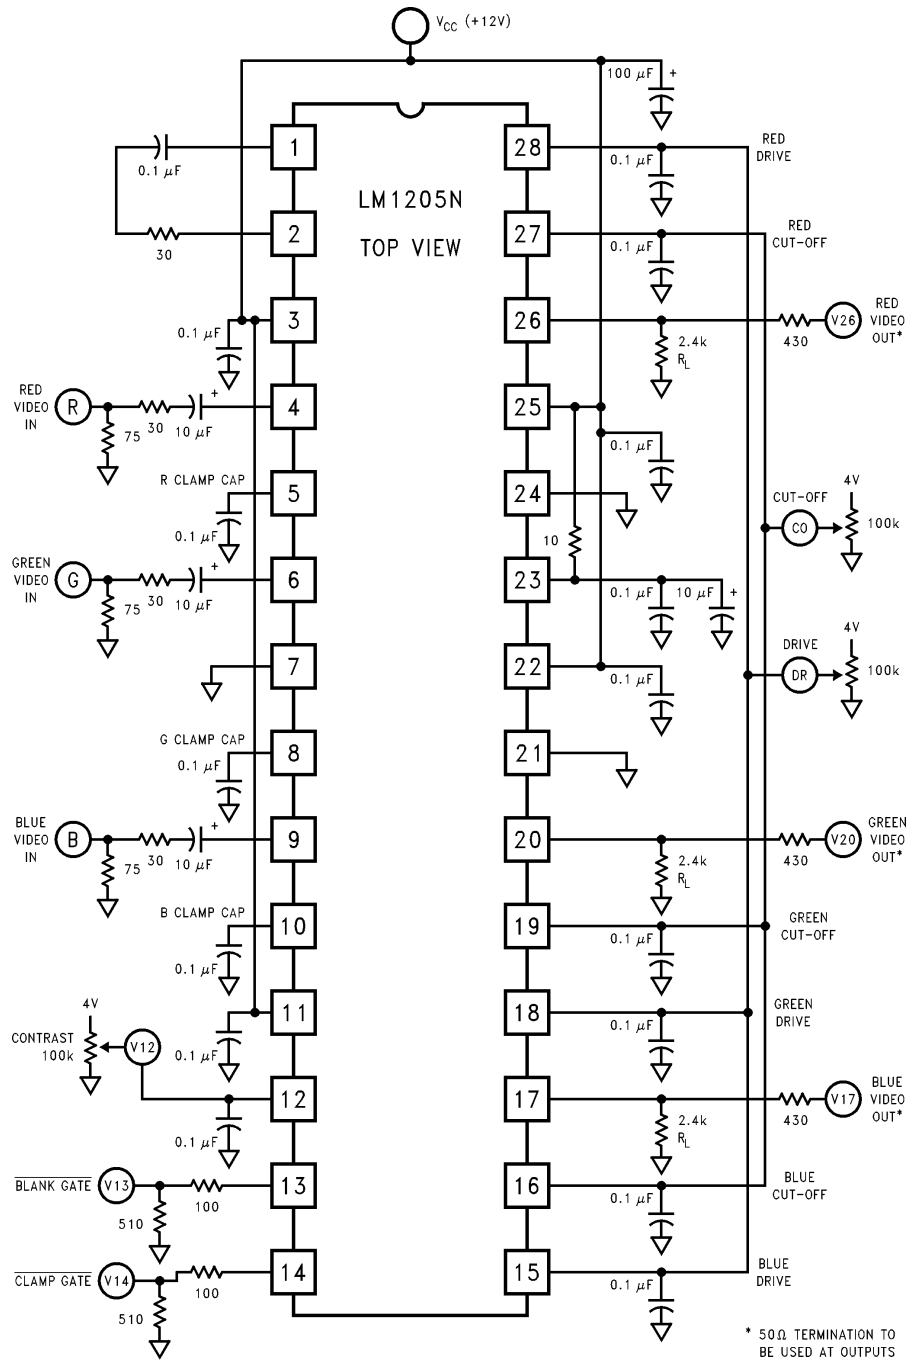 V_CC (+12V)
100 μF +
1
28
RED
DRIVE
0.1 μF
0.1 μF
LM1205N
TOP VIEW
2
30
27
RED
CUT-OFF
0.1 μF
3
0.1 μF
26
2.4k
R_L
430
V26
RED
VIDEO
OUT*
RED
VIDEO
IN
R
75
30
10 μF
+
4
25
0.1 μF
R CLAMP CAP
5
0.1 μF
24
CUT-OFF
CO
4V
100k
GREEN
VIDEO
IN
G
75
30
10 μF
+
6
10
23
0.1 μF
10 μF
+
7
22
0.1 μF
DRIVE
DR
4V
100k
G CLAMP CAP
0.1 μF
8
21
BLUE
VIDEO
IN
B
75
30
10 μF
+
9
20
2.4k
R_L
430
V20
GREEN
VIDEO
OUT*
B CLAMP CAP
10
0.1 μF
19
0.1 μF
GREEN
CUT-OFF
4V
CONTRAST
100k
V12
11
0.1 μF
18
0.1 μF
GREEN
DRIVE
12
0.1 μF
17
2.4k
R_L
430
V17
BLUE
VIDEO
OUT*
BLANK GATE
V13
510
100
13
16
0.1 μF
BLUE
CUT-OFF
CLAMP GATE
V14
510
100
14
15
0.1 μF
BLUE
DRIVE
* 50Ω TERMINATION TO
BE USED AT OUTPUTS